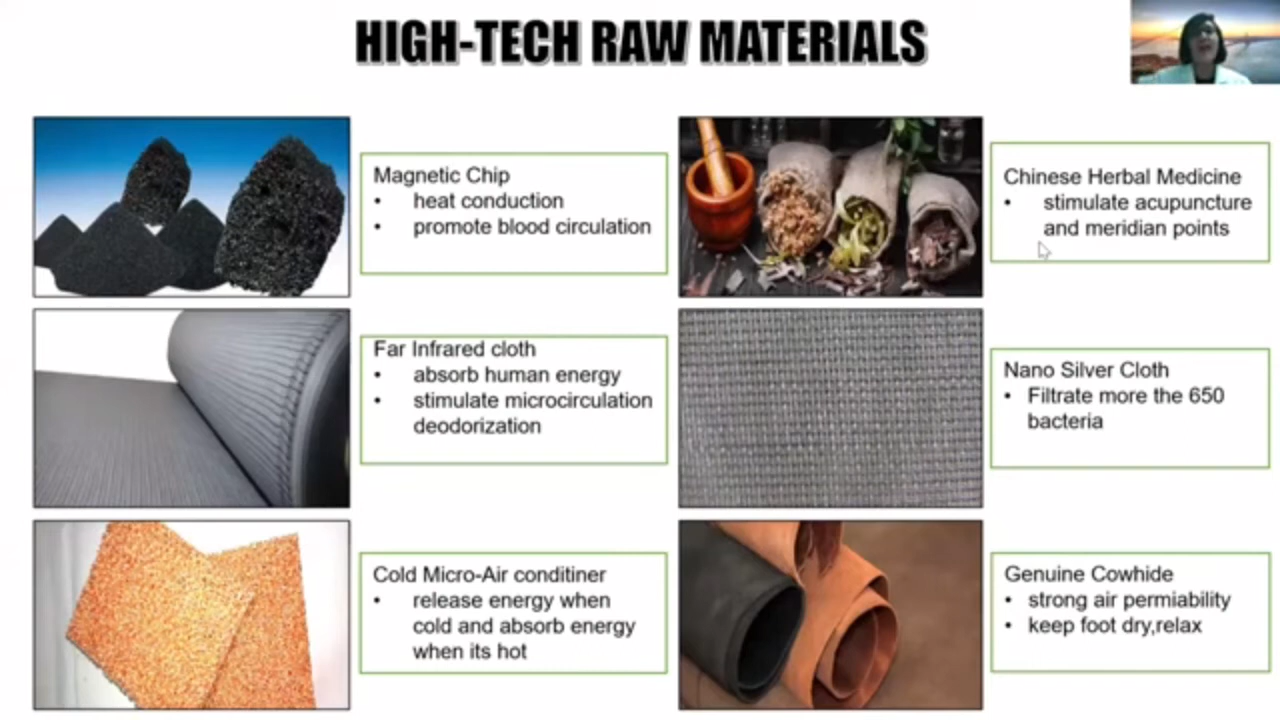 HIGH-TECH RAW MATERIALS
Magnetic Chip
• heat conduction
• promote blood circulation
Chinese Herbal Medicine
• stimulate acupuncture
and meridian points
Far Infrared cloth
• absorb human energy
• stimulate microcirculation
deodorization
Nano Silver Cloth
• Filtrate more the 650
bacteria
Cold Micro-Air conditiner
• release energy when
cold and absorb energy
when its hot
Genuine Cowhide
• strong air permiability
• keep foot dry,relax